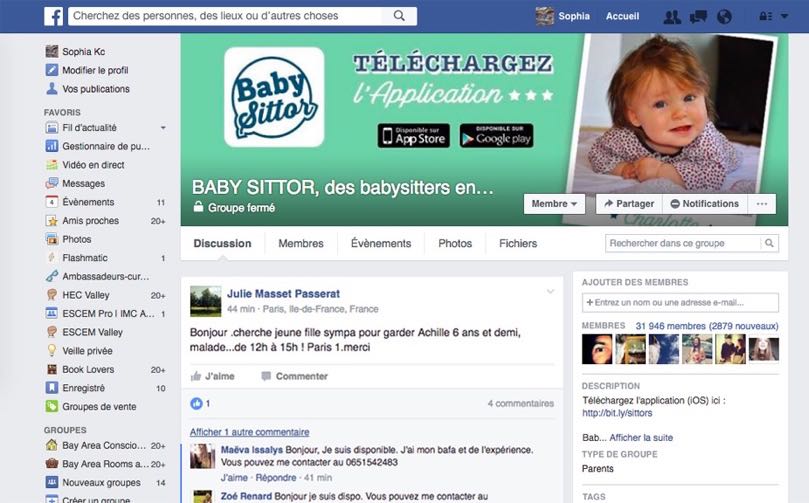 Cherchez des personnes, des lieux ou d'autres choses
Sophia
Accueil
Sophia Kc
Modifier le profil
Vos publications
FAVORIS
Fil d'actualité
Gestionnaire de pu...
Vidéo en direct
Messages
Évènements 11
Amis proches 20+
Photos
Flashmatic 1
Ambassadeurs-cur...
HEC Valley 20+
ESCEM Pro I IMC A... 1
ESCEM Valley
Veille privée
Book Lovers 20+
Enregistré 10
Groupes de vente
GROUPES
Bay Area Conscio... 20+
Bay Area Rooms a... 20+
Nouveaux groupes 14
Créer un groupe
Baby
Sittor
TÉLÉCHARGEZ
l'Application
Disponible sur
App Store
DISPONIBLE SUR
Google play
Charlotte
BABY SITTOR, des babysitters en...
Groupe fermé
Membre
Partager
Notifications
Discussion
Membres
Évènements
Photos
Fichiers
Rechercher dans ce groupe
Julie Masset Passerat
44 min · Paris, Ile-de-France, France
Bonjour .cherche jeune fille sympa pour garder Achille 6 ans et demi,
malade...de 12h à 15h ! Paris 1.merci
J'aime
Commenter
1
4 commentaires
Afficher 1 autre commentaire
Maëva Issalys Bonjour, Je suis disponible. J'ai mon bafa et de l'expérience.
Vous pouvez me contacter au 0651542483
J'aime · Répondre · 41 min
Zoé Renard Bonjour je suis dispo. Vous pouvez me contacter au
AJOUTER DES MEMBRES
+ Entrez un nom ou une adresse e-mail...
MEMBRES
31 946 membres (2879 nouveaux)
DESCRIPTION
Téléchargez l'application (iOS) ici :
http://bit.ly/sittors
Bab... Afficher la suite
TYPE DE GROUPE
Parents
TAGS